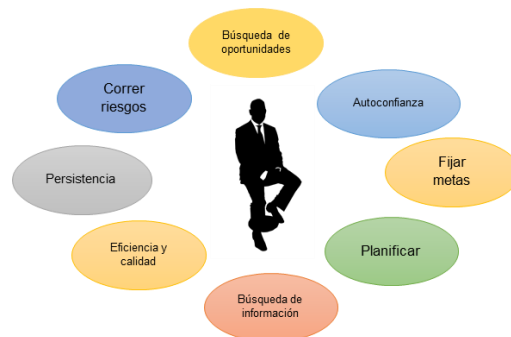 Búsqueda de
oportunidades
Correr
riesgos
Autoconfianza
Persistencia
Fijar
metas
Eficiencia y
calidad
Planificar
Búsqueda de
información